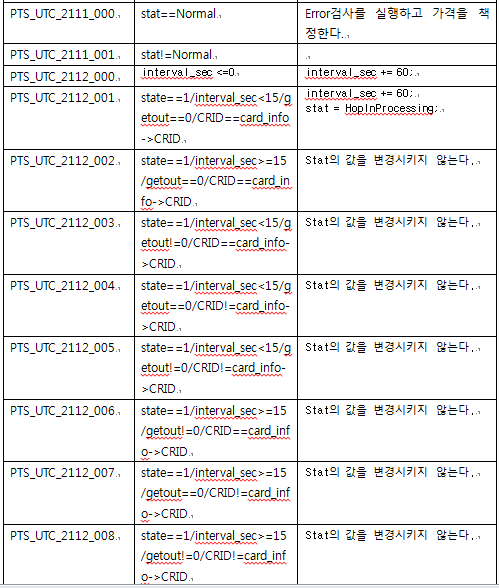 PTS_UTC_2111_000
stat==Normal
Error검사를 실행하고 가격을 책
정한다.
PTS_UTC_2111_001
stat!=Normal
PTS_UTC_2112_000
interval_sec <=0
interval_sec += 60;
PTS_UTC_2112_001
state==1/interval_sec<15/g
etout==0/CRID==card_info
->CRID
interval_sec += 60;
stat = HopInProcessing;
PTS_UTC_2112_002
state==1/interval_sec>=15
/getout==0/CRID==card_in
fo->CRID
Stat의 값을 변경시키지 않는다.
PTS_UTC_2112_003
state==1/interval_sec<15/g
etout!=0/CRID==card_info-
>CRID
Stat의 값을 변경시키지 않는다.
PTS_UTC_2112_004
state==1/interval_sec<15/g
etout==0/CRID!=card_info-
>CRID
Stat의 값을 변경시키지 않는다.
PTS_UTC_2112_005
state==1/interval_sec<15/g
etout!=0/CRID!=card_info-
>CRID
Stat의 값을 변경시키지 않는다.
PTS_UTC_2112_006
state==1/interval_sec>=15
/getout!=0/CRID==card_inf
o->CRID
Stat의 값을 변경시키지 않는다.
PTS_UTC_2112_007
state==1/interval_sec>=15
/getout==0/CRID!=card_inf
o->CRID
Stat의 값을 변경시키지 않는다.
PTS_UTC_2112_008
state==1/interval_sec>=15
/getout!=0/CRID!=card_inf
o->CRID
Stat의 값을 변경시키지 않는다.